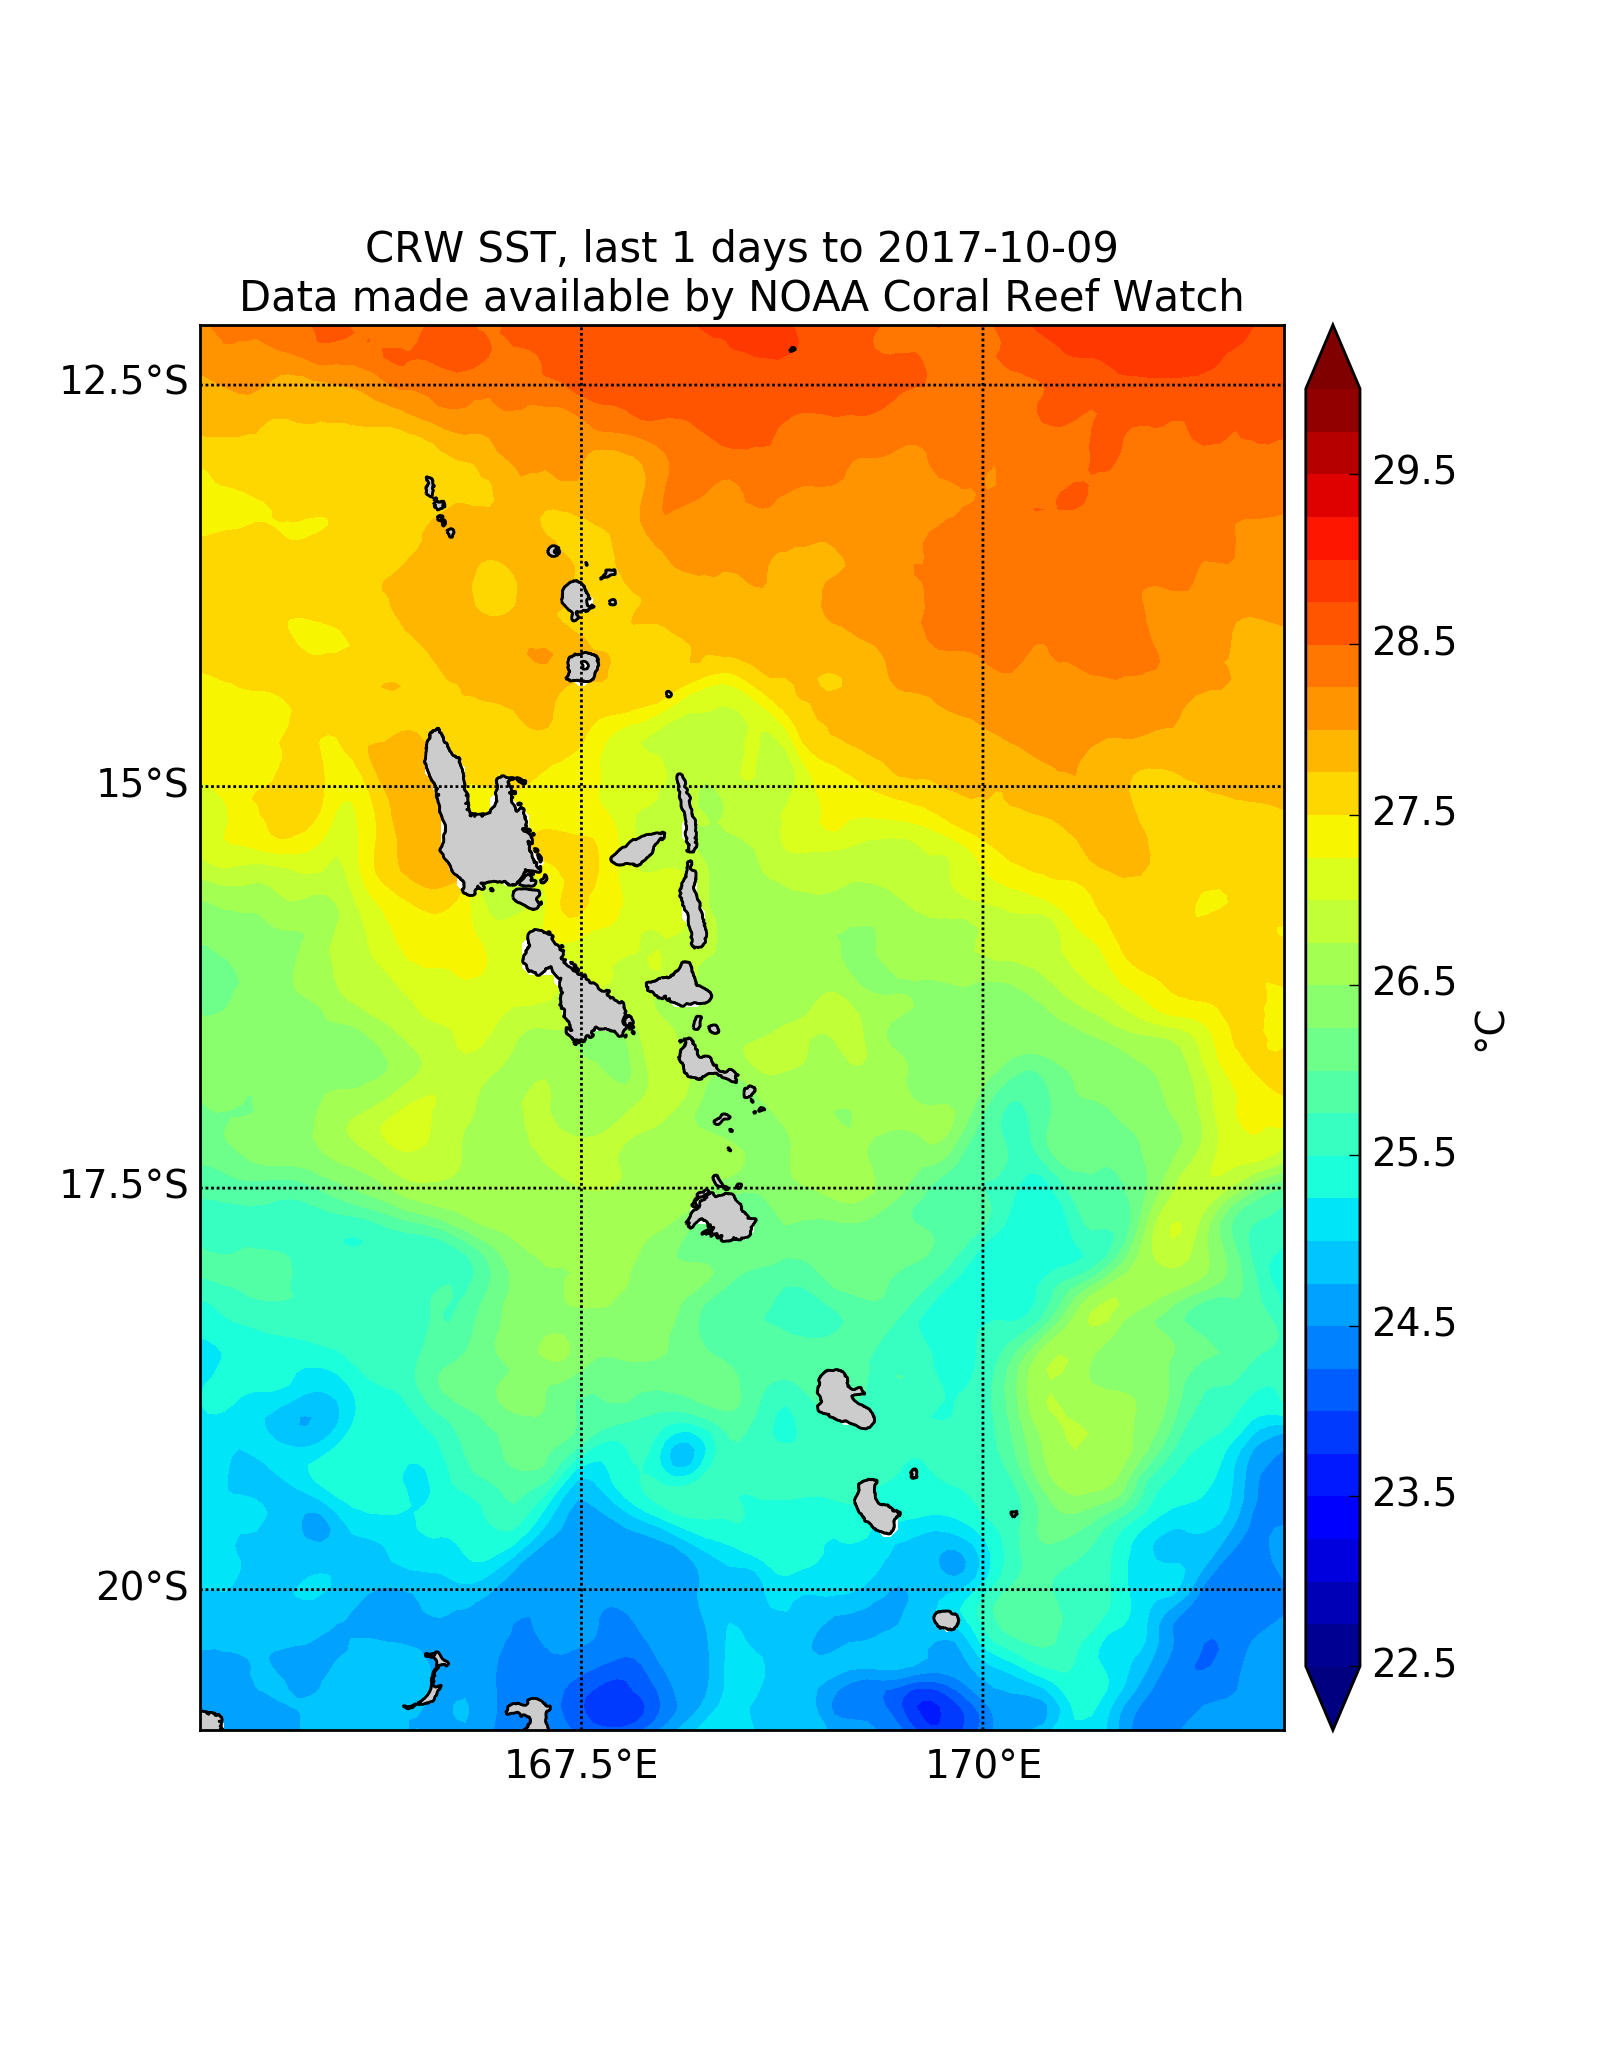 CRW SST, last 1 days to 2017-10-09
Data made available by NOAA Coral Reef Watch
12.5°S
15°S
17.5°S
20°S
167.5°E
170°E
29.5
28.5
27.5
26.5
25.5
24.5
23.5
22.5
°C